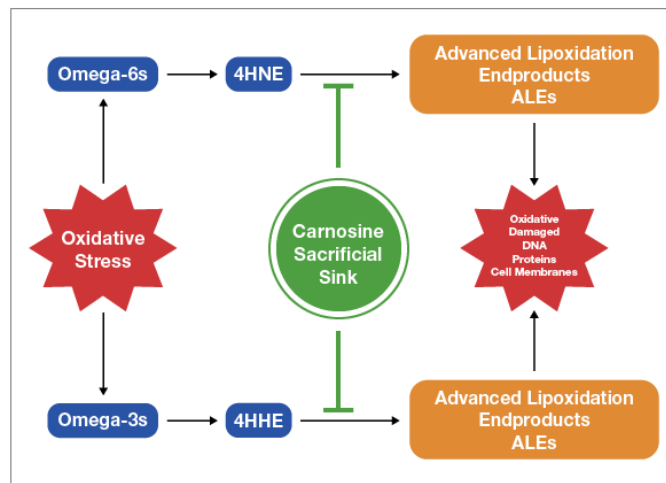 Omega-6s
4HNE
Advanced Lipoxidation
Endproducts
ALEs
Oxidative
Stress
Carnosine
Sacrificial
Sink
Oxidative
Damaged
DNA
Proteins
Cell Membranes
Omega-3s
4HHE
Advanced Lipoxidation
Endproducts
ALEs